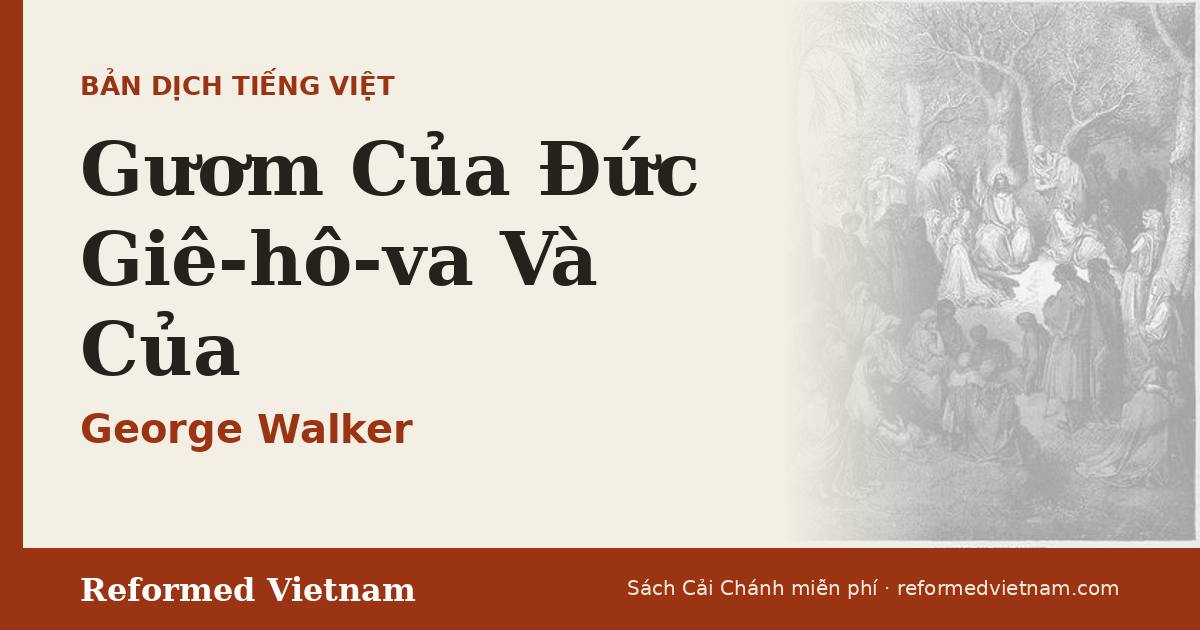 BẢN DỊCH TIẾNG VIỆT
Gươm Của Đức
Giê-hô-va Và
Của
George Walker
Reformed Vietnam
Sách Cải Chánh miễn phí · reformedvietnam.com